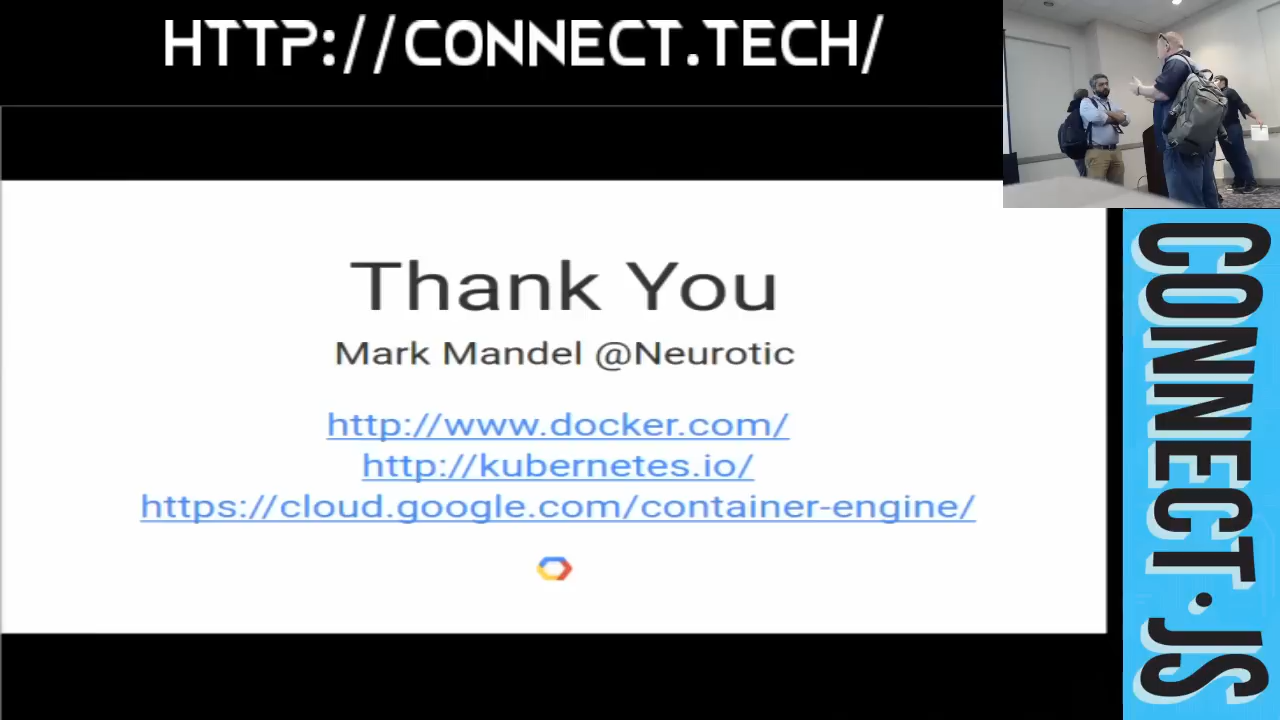 HTTP://CONNECT.TECH/
Thank You
Mark Mandel @Neurotic
http://www.docker.com/
http://kubernetes.io/
https://cloud.google.com/container-engine/
CONNECT.JS